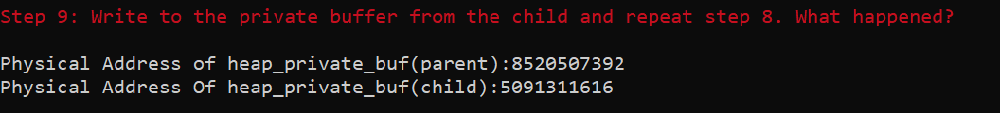 Step 9: Write to the private buffer from the child and repeat step 8. What happened?
Physical Address of heap_private_buf(parent):8520507392
Physical Address Of heap_private_buf(child):5091311616